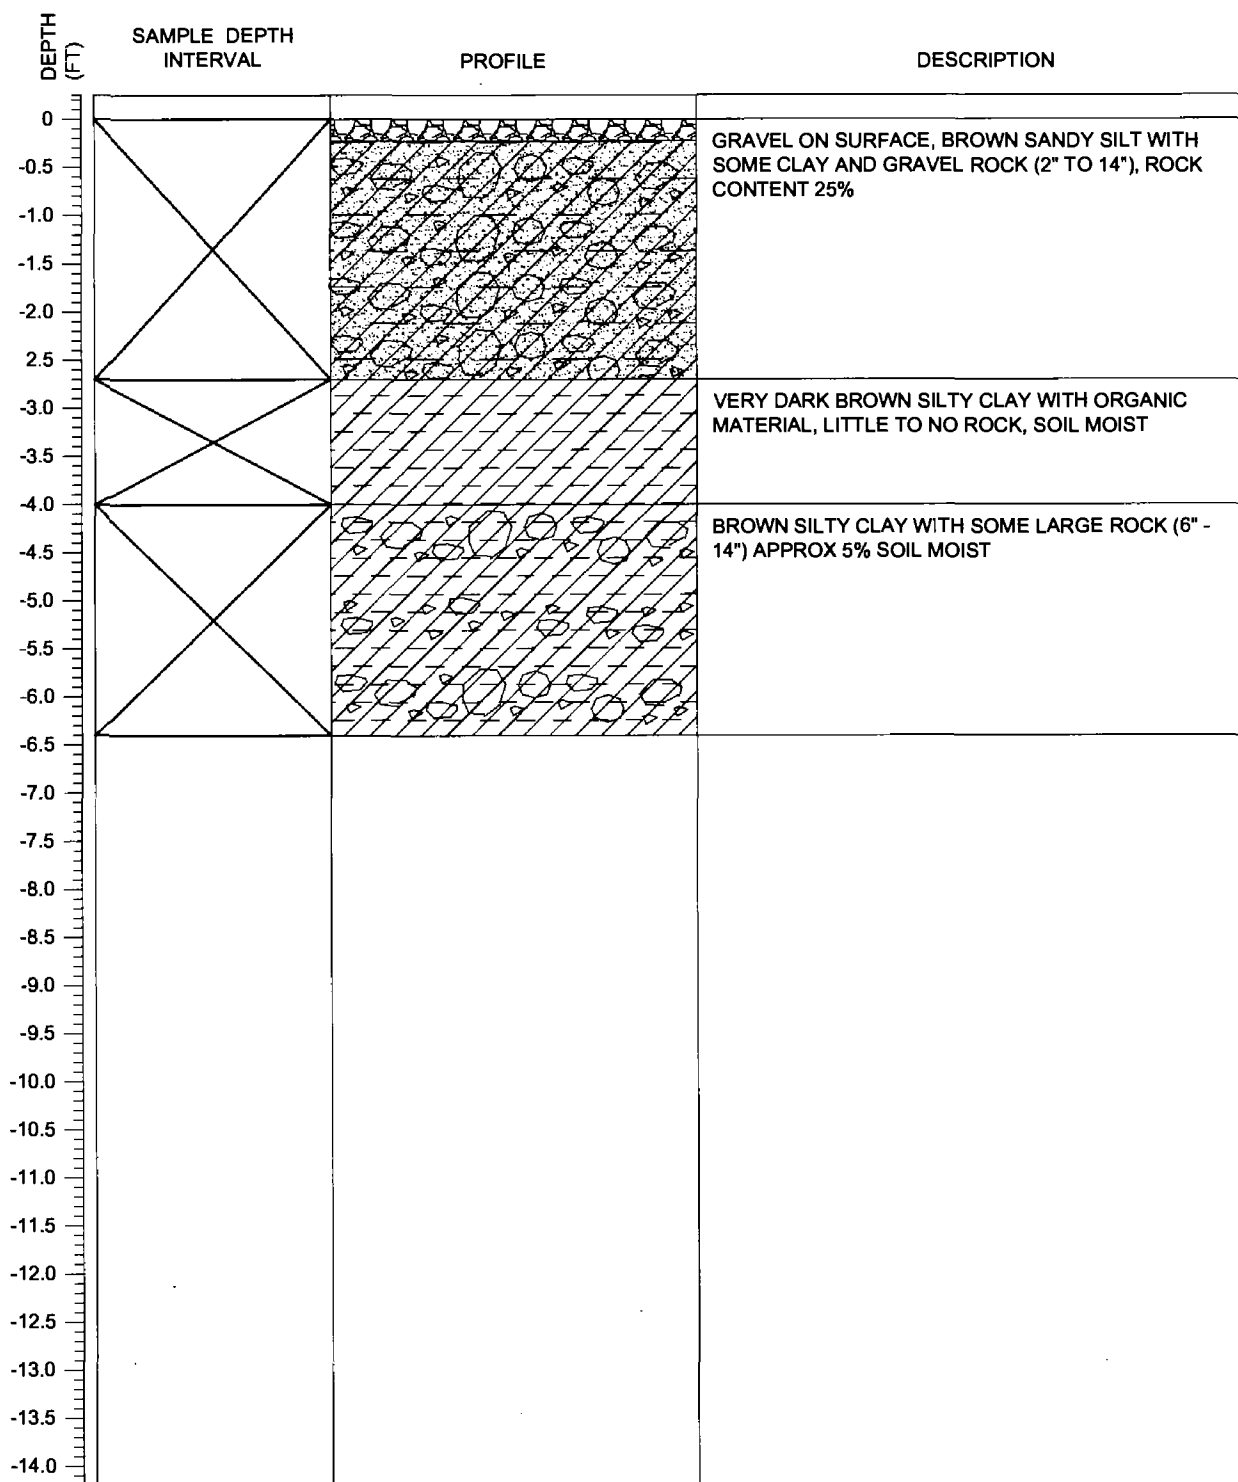 DEPTH
(FT)
SAMPLE DEPTH
INTERVAL
PROFILE
DESCRIPTION
0
-0.5
-1.0
-1.5
-2.0
2.5
-3.0
-3.5
-4.0
-4.5
-5.0
-5.5
-6.0
-6.5
-7.0
-7.5
-8.0
-8.5
-9.0
-9.5
-10.0
-10.5
-11.0
-11.5
-12.0
-12.5
-13.0
-13.5
-14.0
GRAVEL ON SURFACE, BROWN SANDY SILT WITH
SOME CLAY AND GRAVEL ROCK (2" TO 14"), ROCK
CONTENT 25%
VERY DARK BROWN SILTY CLAY WITH ORGANIC
MATERIAL, LITTLE TO NO ROCK, SOIL MOIST
BROWN SILTY CLAY WITH SOME LARGE ROCK (6" -
14") APPROX 5% SOIL MOIST